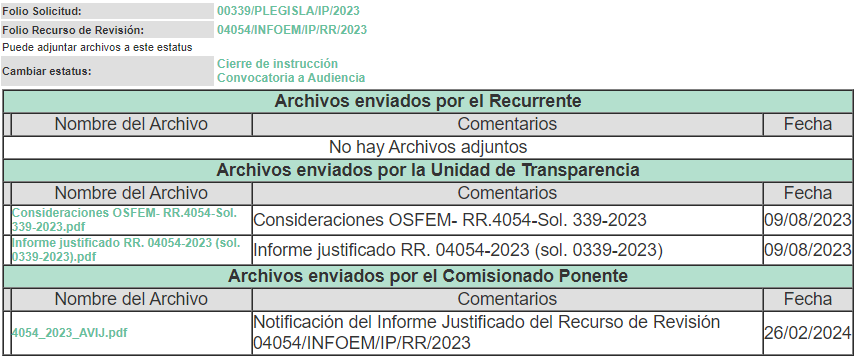 Folio Solicitud: 00339/PLEGISLA/IP/2023
Folio Recurso de Revisión: 04054/INFOEM/IP/RR/2023
Puede adjuntar archivos a este estatus
Cambiar estatus: Cierre de instrucción
Convocatoria a Audiencia
Archivos enviados por el Recurrente
Nombre del Archivo Comentarios Fecha
No hay Archivos adjuntos
Archivos enviados por la Unidad de Transparencia
Nombre del Archivo Comentarios Fecha
Consideraciones OSFEM- RR.4054-Sol.
339-2023.pdf
Consideraciones OSFEM- RR.4054-Sol. 339-2023 09/08/2023
Informe justificado RR. 04054-2023 (sol.
0339-2023).pdf
Informe justificado RR. 04054-2023 (sol. 0339-2023) 09/08/2023
Archivos enviados por el Comisionado Ponente
Nombre del Archivo Comentarios Fecha
4054_2023_AVIJ.pdf
Notificación del Informe Justificado del Recurso de Revisión
04054/INFOEM/IP/RR/2023
26/02/2024